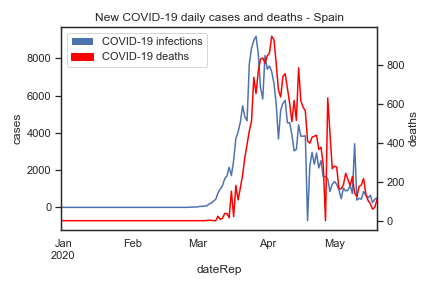 New COVID-19 daily cases and deaths - Spain
COVID-19 infections
COVID-19 deaths
8000
6000
4000
2000
0
cases
800
600
400
200
0
deaths
Jan
2020
Feb
Mar
Apr
May
dateRep